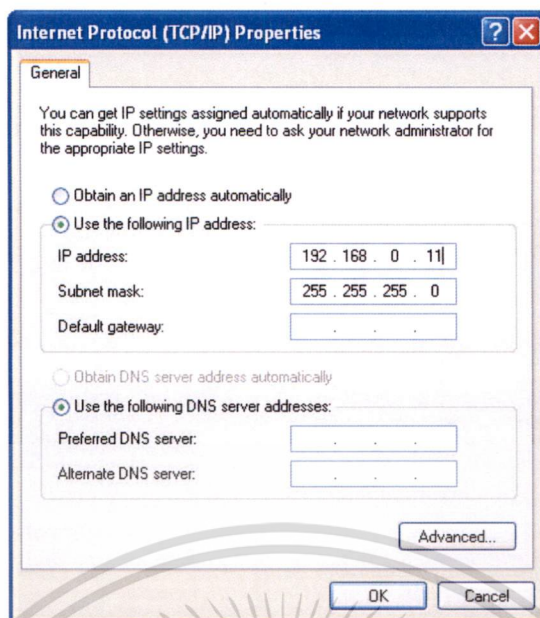 Internet Protocol (TCP/IP) Properties
General
You can get IP settings assigned automatically if your network supports
this capability. Otherwise, you need to ask your network administrator for
the appropriate IP settings.
Obtain an IP address automatically
Use the following IP address:
IP address: 192 . 168 . 0 . 11
Subnet mask: 255 . 255 . 255 . 0
Default gateway: . . .
Obtain DNS server address automatically
Use the following DNS server addresses:
Preferred DNS server: . . .
Alternate DNS server: . . .
Advanced...
OK Cancel